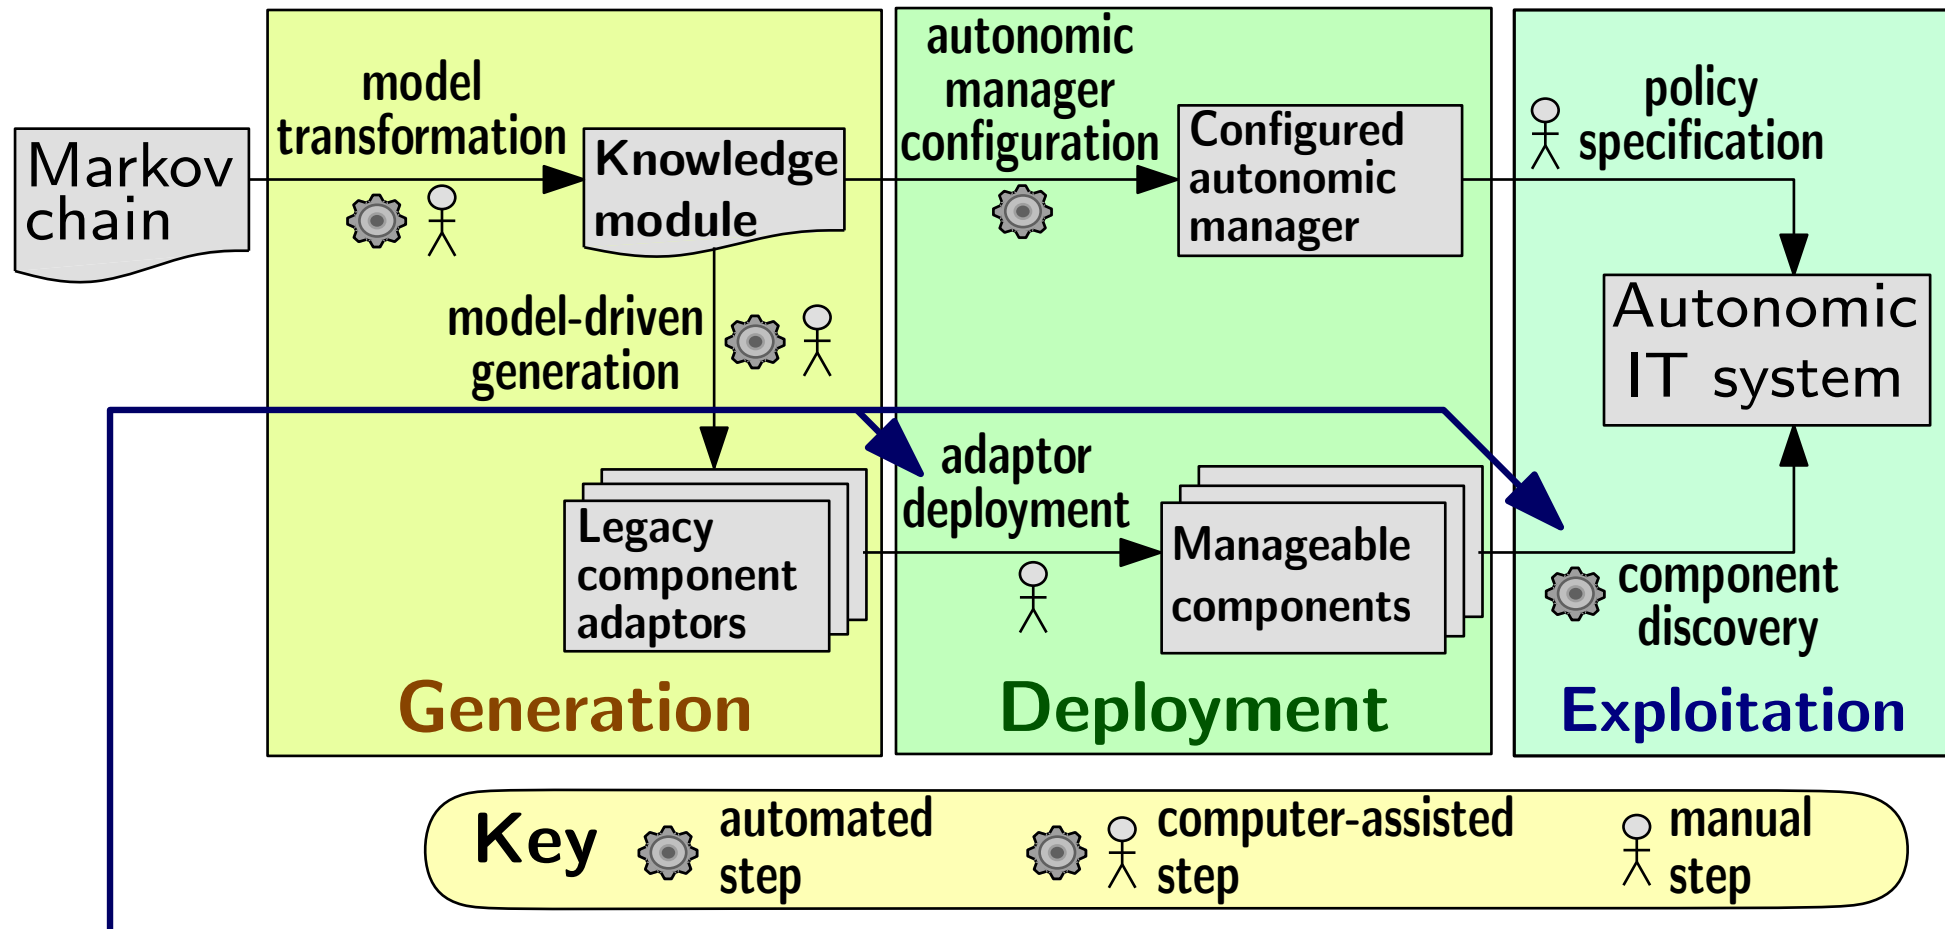 Markov
chain
model
transformation
Knowledge
module
model-driven
generation
Legacy
component
adaptors
Generation
autonomic
manager
configuration
Configured
autonomic
manager
adaptor
deployment
Manageable
components
Deployment
policy
specification
Autonomic
IT system
component
discovery
Exploitation
Key
automated
step
computer-assisted
step
manual
step